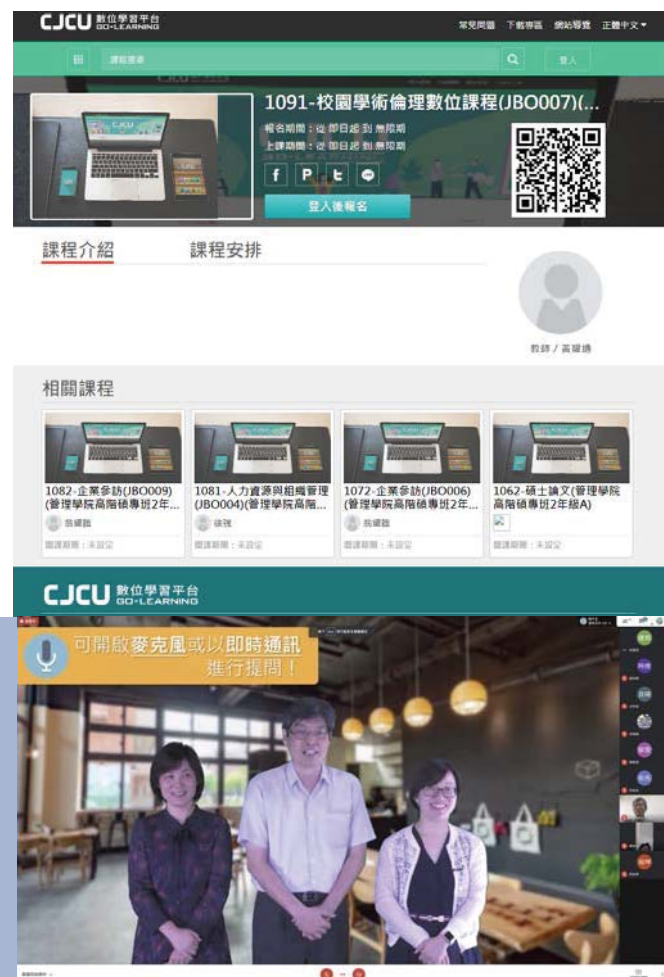 CJCU 數位學習平台
GO-LEARNING
常見問題 下載專區 網站導覽 正體中文
課程搜尋
登入
1091-校園學術倫理數位課程(JBO007)(...
報名期間：從 即日起 到 無限期
上課期間：從 即日起 到 無限期
登入後報名
課程介紹 課程安排
教師 / 黃
相關課程
1082-企業參訪(JBO009)
(管理學院高階碩專班2年...
1081-人力資源與組織管理
(JBO004)(管理學院高階...
1072-企業參訪(JBO006)
(管理學院高階碩專班2年...
1062-碩士論文(管理學院
高階碩專班2年級A)
開課期間：未設定
開課期間：未設定
開課期間：未設定
開課期間：未設定
CJCU 數位學習平台
GO-LEARNING
可開啟麥克風或以即時通訊
進行提問！